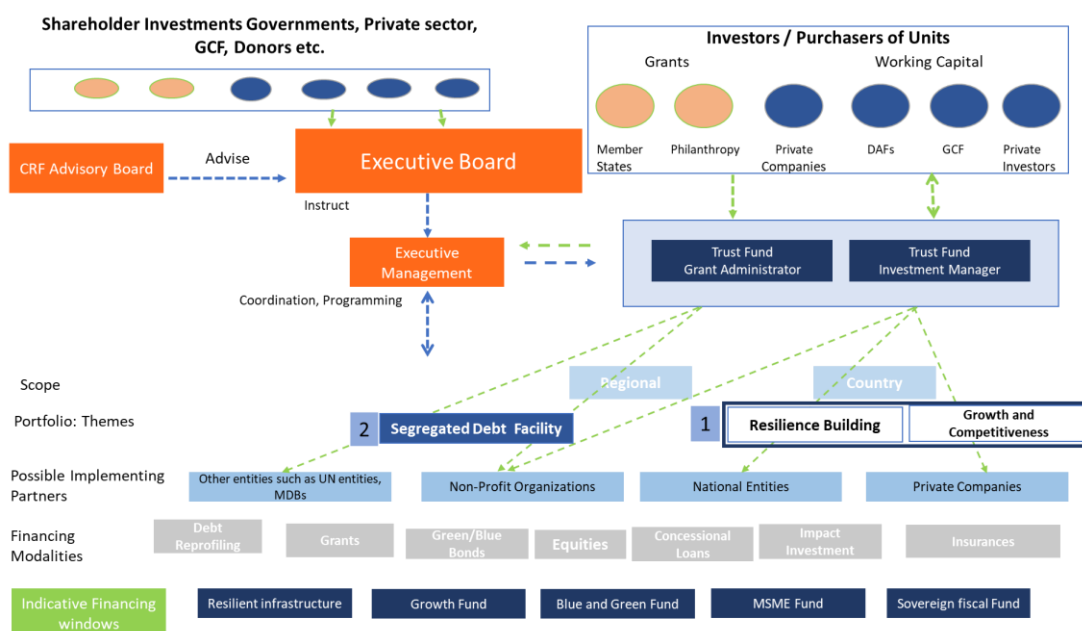 Shareholder Investments Governments, Private sector,
GCF, Donors etc.
Investors / Purchasers of Units
Grants
Working Capital
Member
States
Philanthropy
Private
Companies
DAFs
GCF
Private
Investors
CRF Advisory Board
Advise
Executive Board
Instruct
Executive
Management
Trust Fund
Grant Administrator
Trust Fund
Investment Manager
Coordination, Programming
Scope
Regional
Country
Portfolio: Themes
2
Segregated Debt Facility
1
Resilience Building
Growth and
Competitiveness
Possible Implementing
Partners
Other entities such as UN entities,
MDBs
Non-Profit Organizations
National Entities
Private Companies
Financing
Modalities
Debt
Reprofiling
Grants
Green/Blue
Bonds
Equities
Concessional
Loans
Impact
Investment
Insurances
Indicative Financing
windows
Resilient infrastructure
Growth Fund
Blue and Green Fund
MSME Fund
Sovereign fiscal Fund